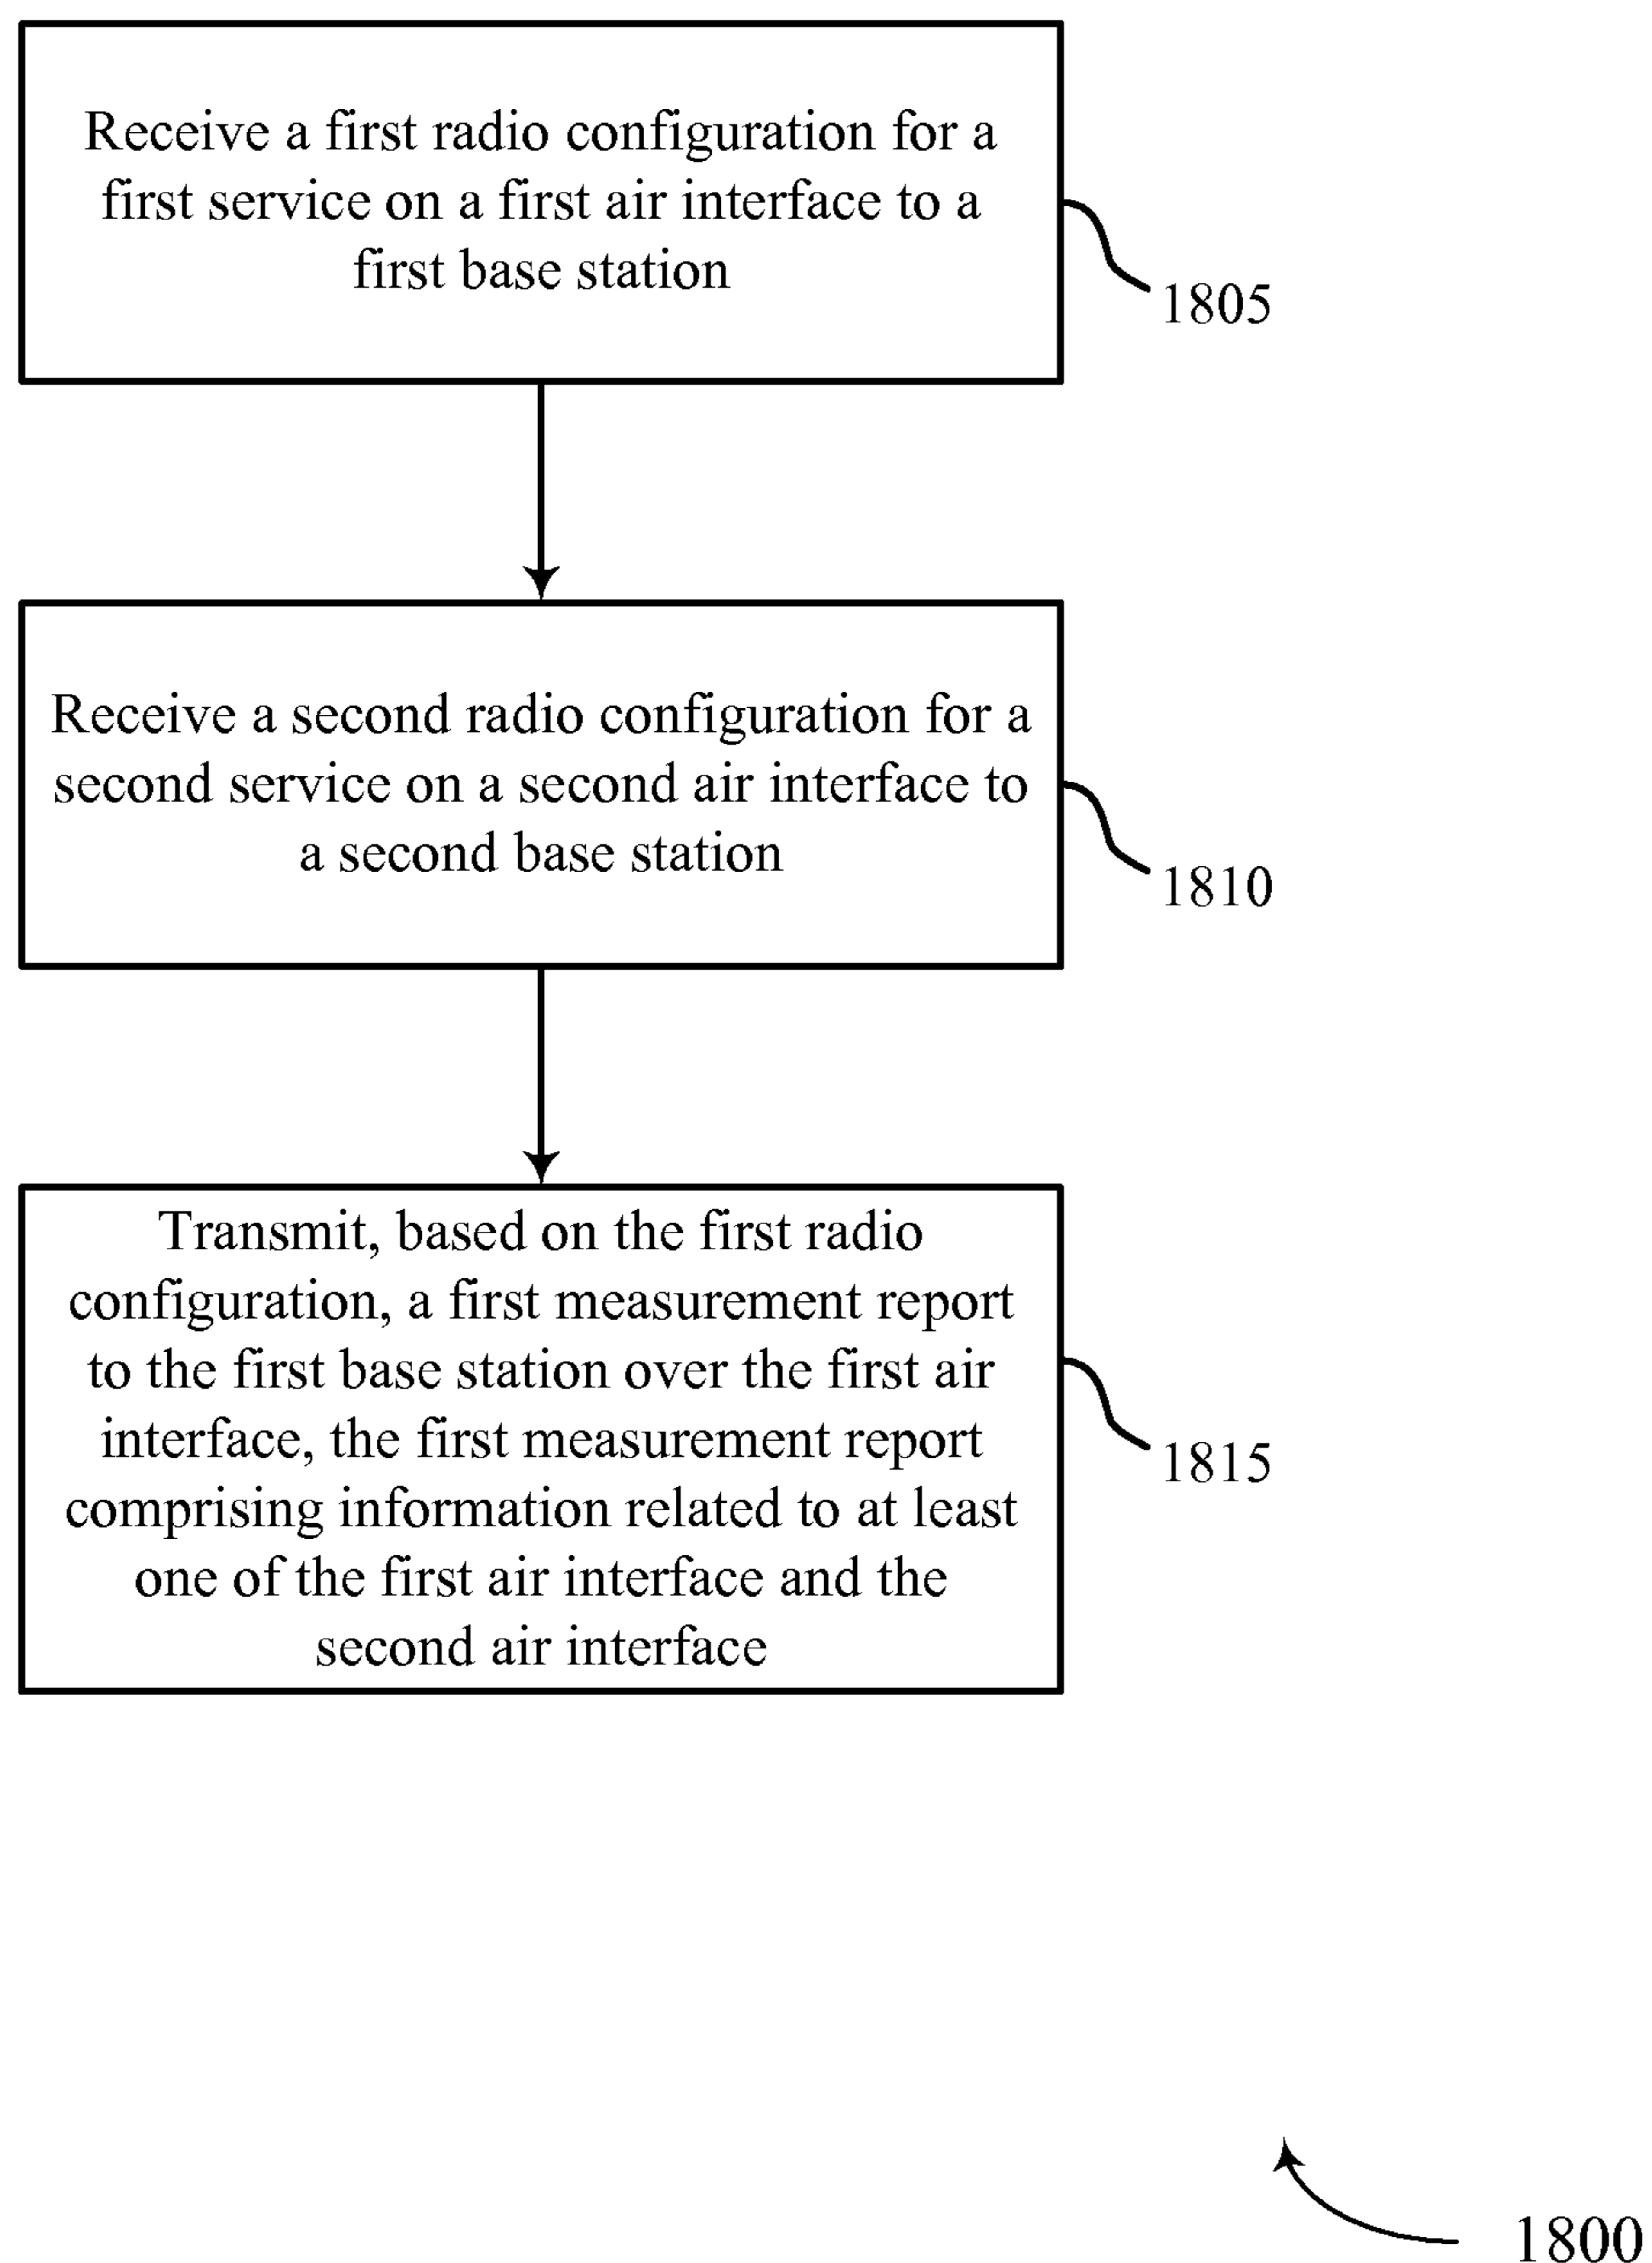 Receive a first radio configuration for a
first service on a first air interface to a
first base station
1805
Receive a second radio configuration for a
second service on a second air interface to
a second base station
1810
Transmit, based on the first radio
configuration, a first measurement report
to the first base station over the first air
interface, the first measurement report
comprising information related to at least
one of the first air interface and the
second air interface
1815
1800